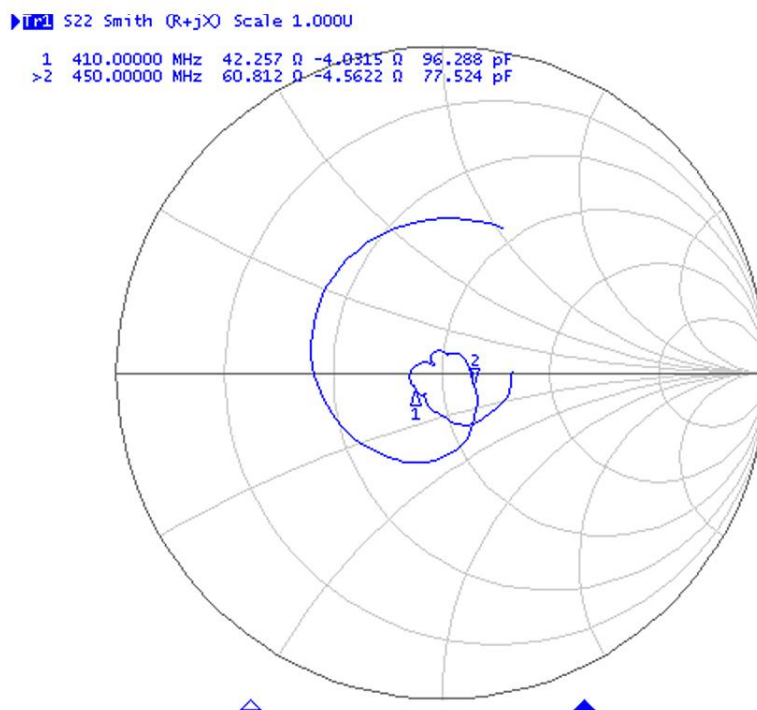 ▶Tr1 S22 Smith (R+jX) Scale 1.000U
1 410.00000 MHz 42.257 Ω -4.0315 Ω 96.288 pF
>2 450.00000 MHz 60.812 Ω -4.5622 Ω 77.524 pF
2
1